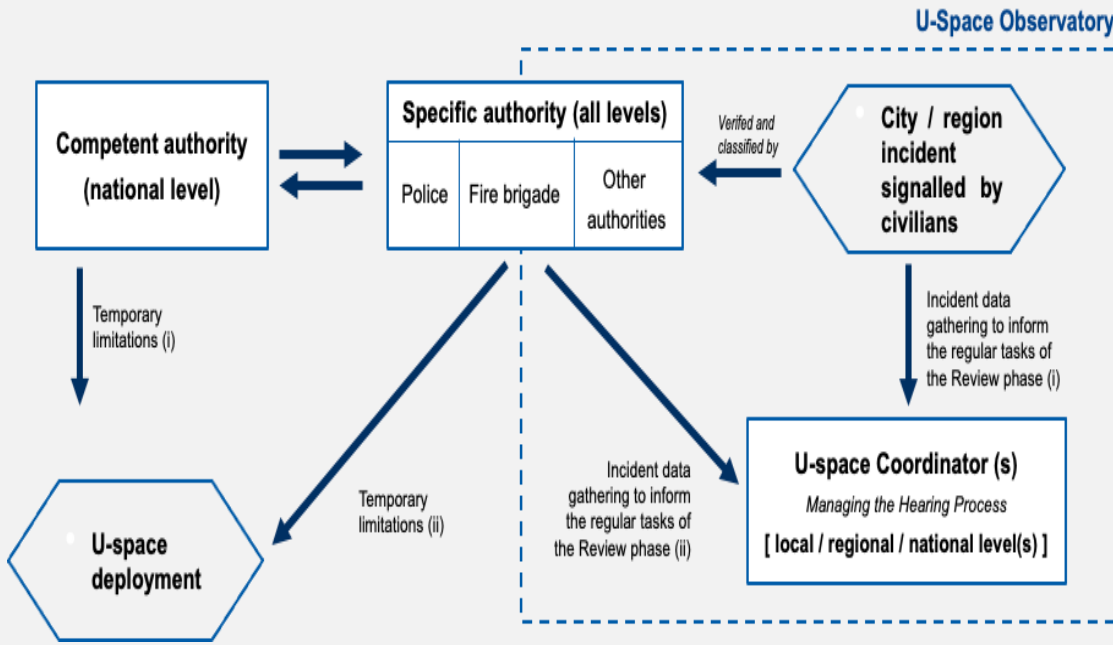 U-Space Observatory
Competent authority
(national level)
Specific authority (all levels)
Police
Fire brigade
Other
authorities
Verifed and
classified by
City / region
incident
signalled by
civilians
Temporary
limitations (i)
Incident data
gathering to inform
the regular tasks of
the Review phase (i)
U-space
deployment
Temporary
limitations (ii)
Incident data
gathering to inform
the regular tasks of
the Review phase (ii)
U-space Coordinator (s)
Managing the Hearing Process
[ local / regional / national level(s) ]